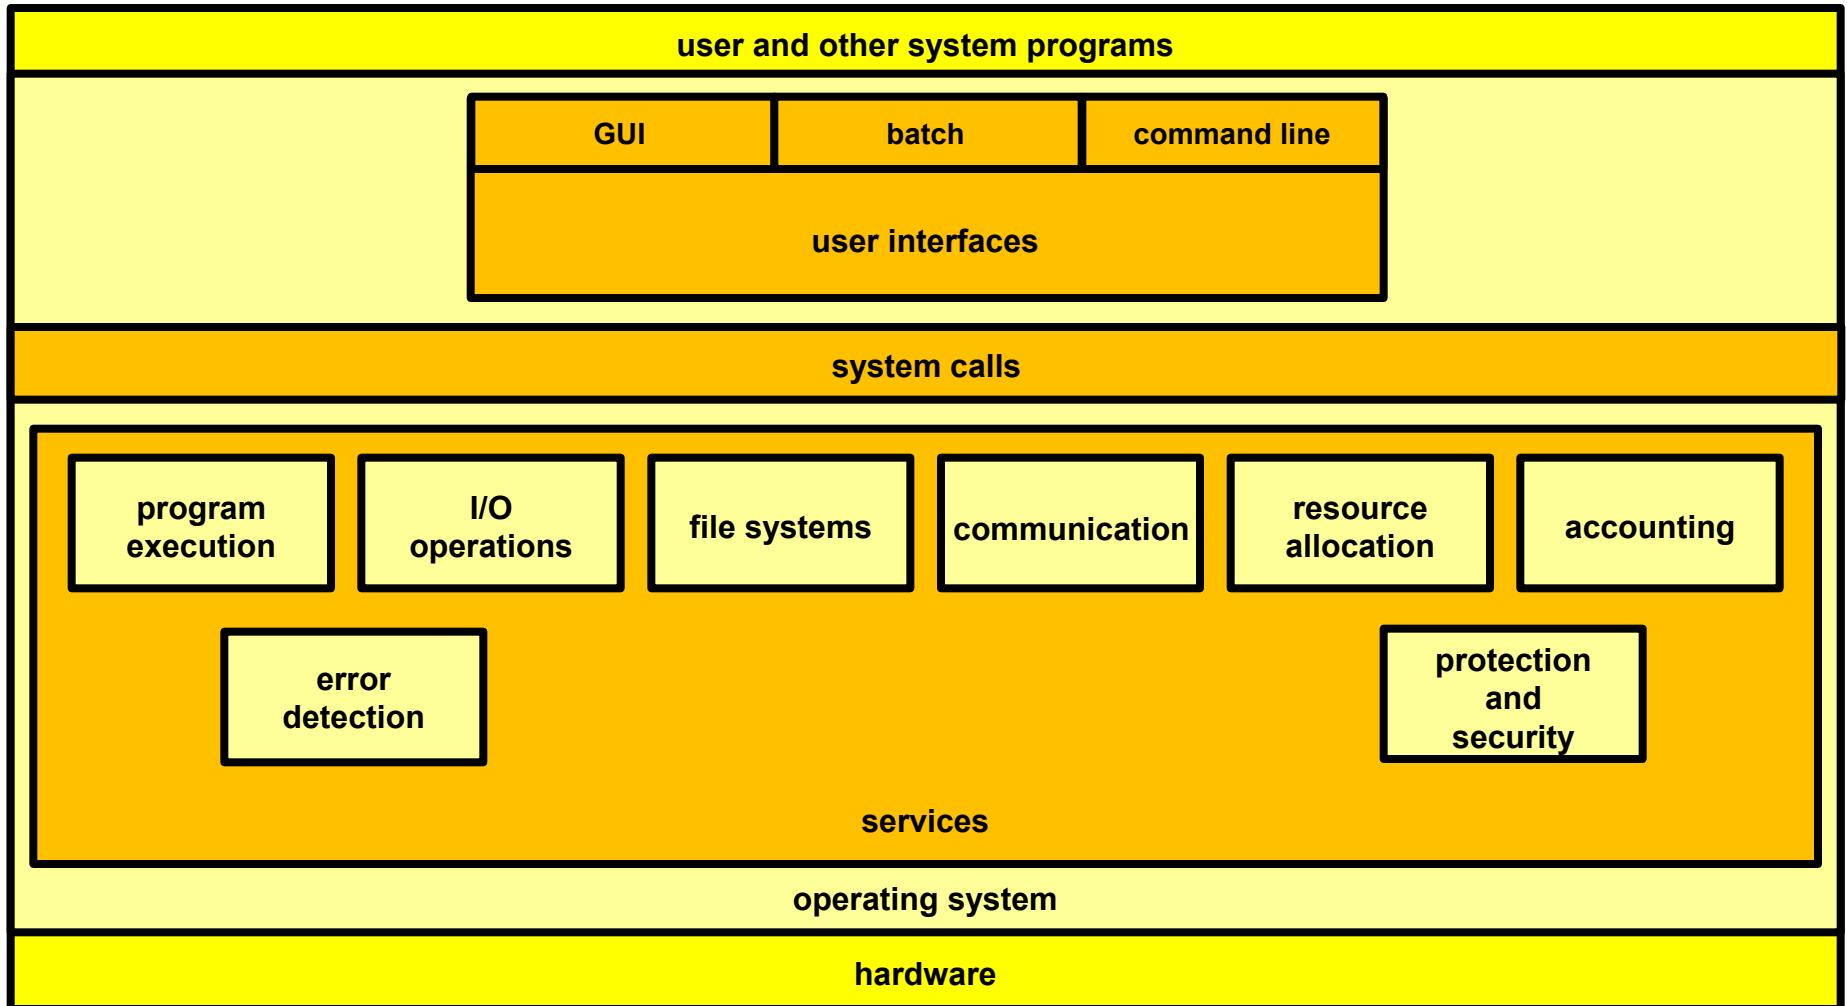 user and other system programs
GUI
batch
command line
user interfaces
system calls
program
execution
I/O
operations
file systems
communication
resource
allocation
accounting
error
detection
protection
and
security
services
operating system
hardware